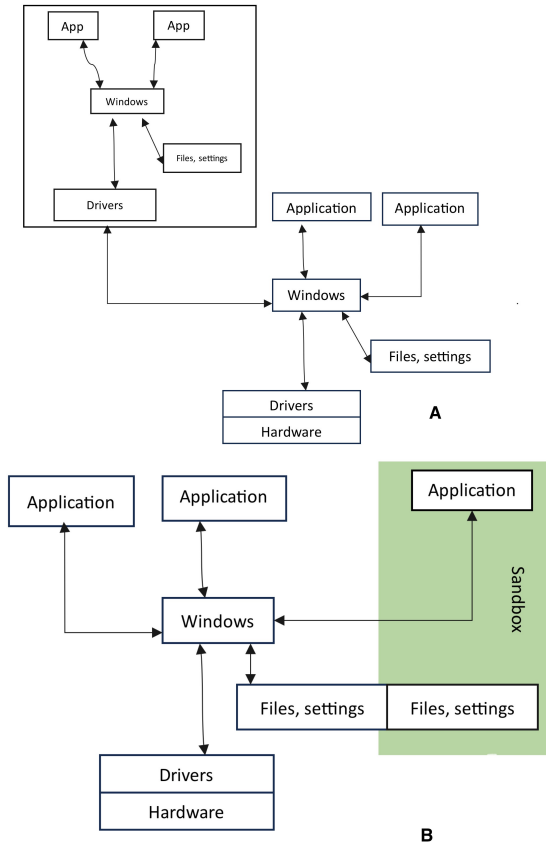 App
App
Windows
Files, settings
Drivers
Application
Application
Windows
Files, settings
Drivers
Hardware
A
Application
Application
Application
Windows
Sandbox
Files, settings
Files, settings
Drivers
Hardware
B